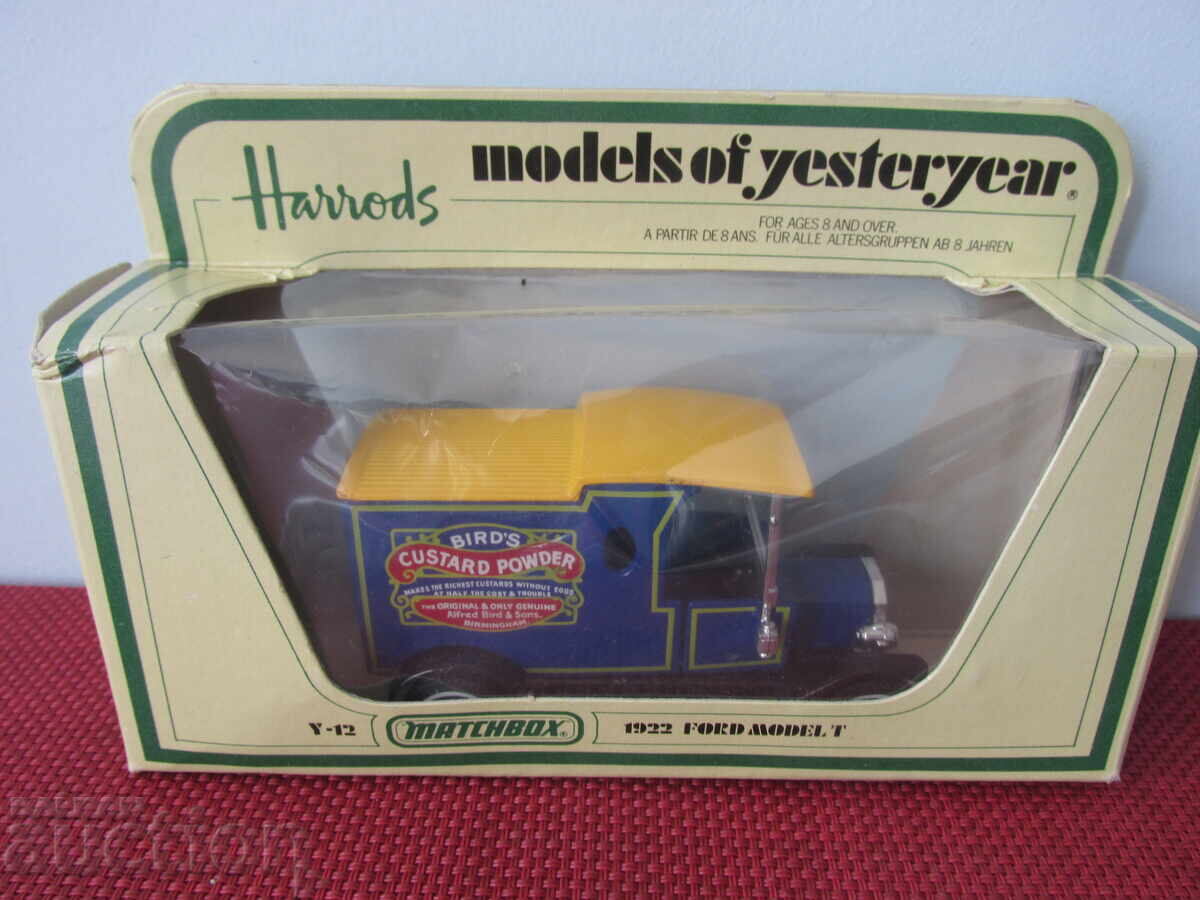 Harrods
models of yesteryear®
FOR AGES 8 AND OVER.
A PARTIR DE 8 ANS. FÜR ALLE ALTERSGRUPPEN AB 8 JAHREN
BIRD'S
CUSTARD POWDER
MAKES THE RICHEST CUSTARDS WITHOUT EGGS
AT HALF THE COST & TROUBLE
THE ORIGINAL & ONLY GENUINE
Alfred Bird & Sons.
BIRMINGHAM.
Y-12 MATCHBOX® 1922 FORD MODEL T
BALKAN
auction